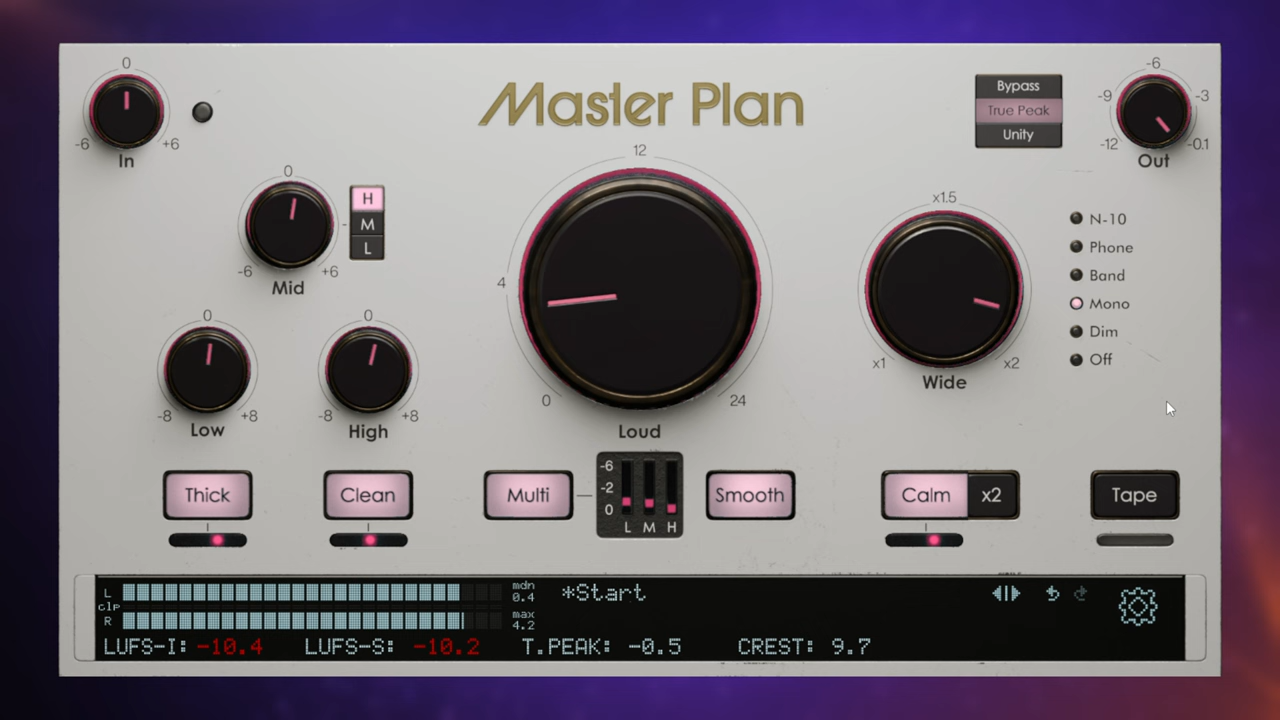 0
-6 +6
In
Master Plan
Bypass
True Peak
Unity
-6
-9 -3
-12 -0.1
Out
0
-6 +6
Mid
H
M
L
12
4
0 24
Loud
x1.5
x1 x2
Wide
N-10
Phone
Band
Mono
Dim
Off
0
-8 +8
Low
0
-8 +8
High
Thick
Clean
Multi
-6
-2
0
L M H
Smooth
Calm x2
Tape
L
clp
R
mdn
0.4
max
4.2
*Start
LUFS-I: -10.4 LUFS-S: -10.2 T.PEAK: -0.5 CREST: 9.7